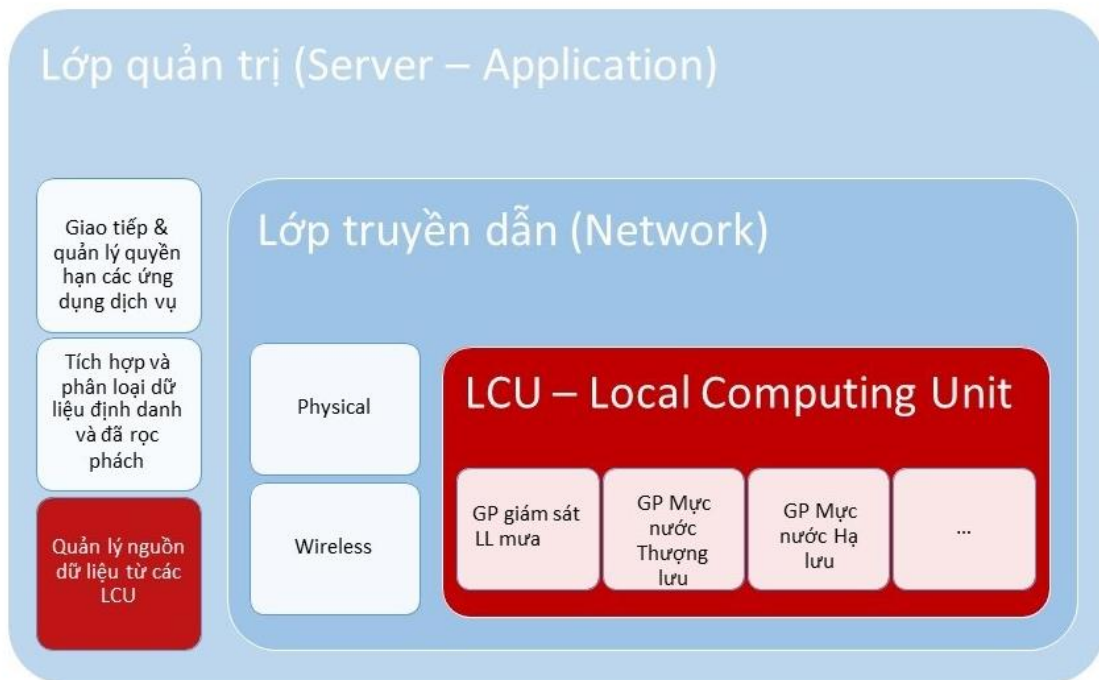 Lớp quản trị (Server – Application)
Giao tiếp &
quản lý quyền
hạn các ứng
dụng dịch vụ
Tích hợp và
phân loại dữ
liệu định danh
và đã rọc
phách
Quản lý nguồn
dữ liệu từ các
LCU
Lớp truyền dẫn (Network)
Physical
Wireless
LCU – Local Computing Unit
GP giám sát
LL mưa
GP Mực
nước
Thượng
lưu
GP Mực
nước Hạ
lưu
...